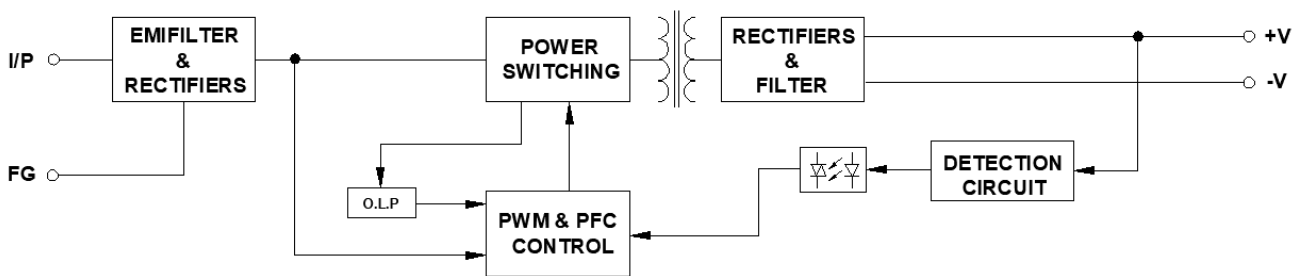 I/P
EMIFILTER
&
RECTIFIERS
POWER
SWITCHING
RECTIFIERS
&
FILTER
+V
-V
FG
O.L.P
PWM & PFC
CONTROL
DETECTION
CIRCUIT